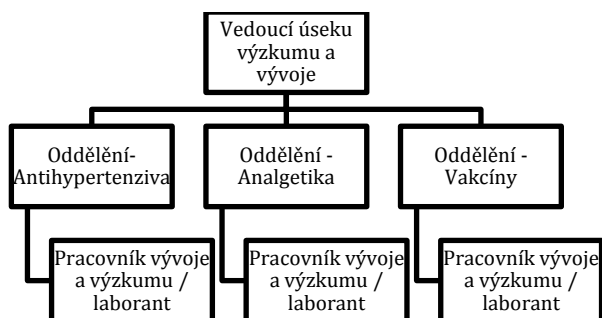 Vedoucí úseku
výzkumu a
vývoje
Oddělění-
Antihypertenziva
Oddělění -
Analgetika
Oddělění -
Vakcíny
Pracovník vývoje
a výzkumu /
laborant
Pracovník vývoje
a výzkumu /
laborant
Pracovník vývoje
a výzkumu /
laborant